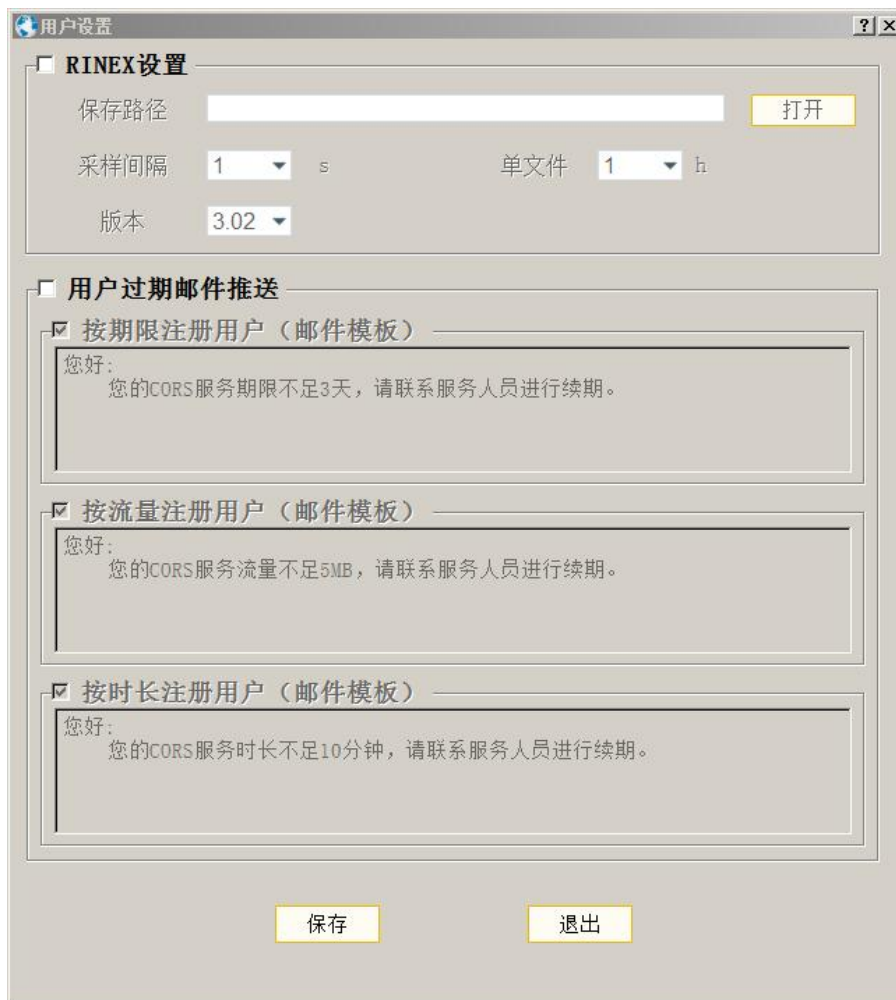 用户设置
RINEX设置
保存路径 打开
采样间隔 1 s 单文件 1 h
版本 3.02
用户过期邮件推送
按期限注册用户（邮件模板）
您好:
您的CORS服务期限不足3天，请联系服务人员进行续期。
按流量注册用户（邮件模板）
您好:
您的CORS服务流量不足5MB，请联系服务人员进行续期。
按时长注册用户（邮件模板）
您好:
您的CORS服务时长不足10分钟，请联系服务人员进行续期。
保存 退出